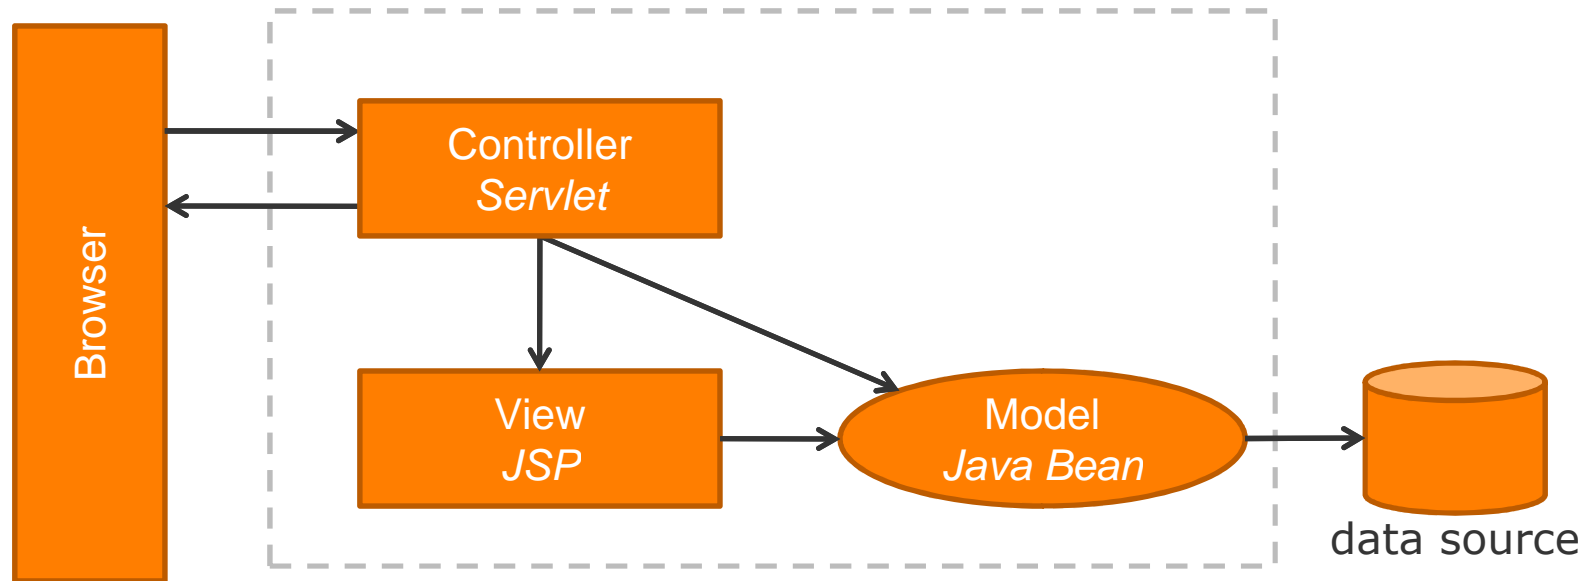 Browser
Controller
Servlet
View
JSP
Model
Java Bean
data source